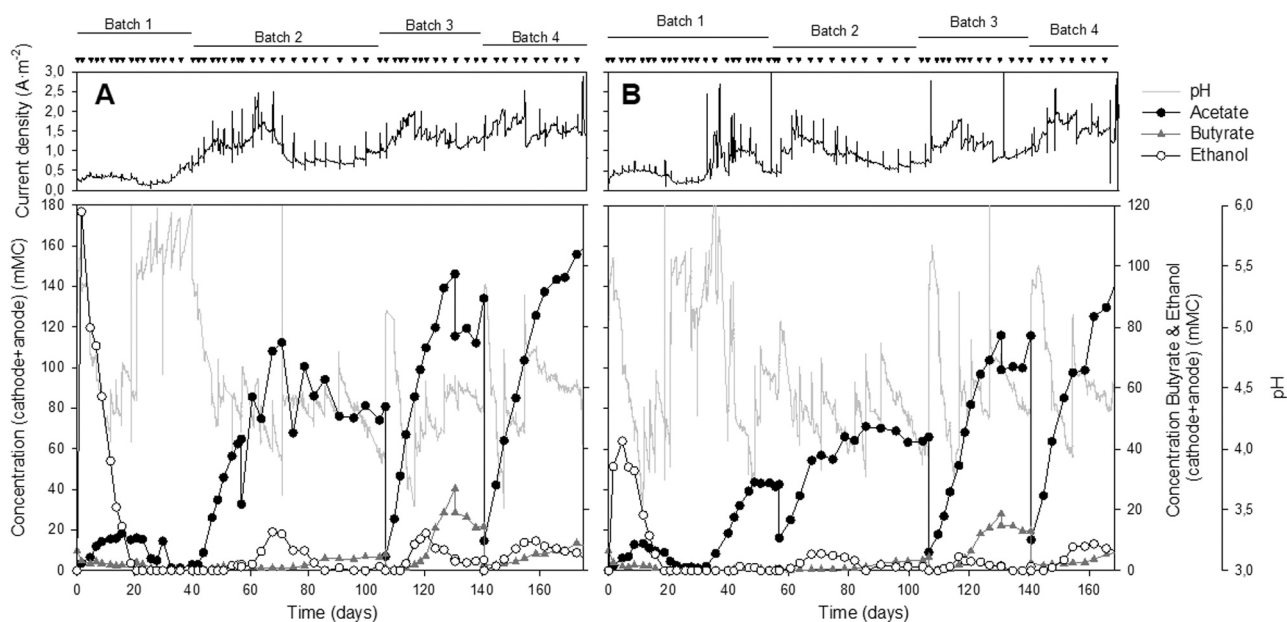 Batch 1 Batch 2 Batch 3 Batch 4 Batch 1 Batch 2 Batch 3 Batch 4
Current density (A·m⁻²)
3,0
2,5
2,0
1,5
1,0
0,5
0,0
A
B
pH
Acetate
Butyrate
Ethanol
Concentration (cathode+anode) (mMC)
180
160
140
120
100
80
60
40
20
0
0 20 40 60 80 100 120 140 160
Time (days)
0 20 40 60 80 100 120 140 160
Time (days)
120
100
80
60
40
20
0
Concentration Butyrate & Ethanol
(cathode+anode) (mMC)
6,0
5,5
5,0
4,5
4,0
3,5
3,0
pH